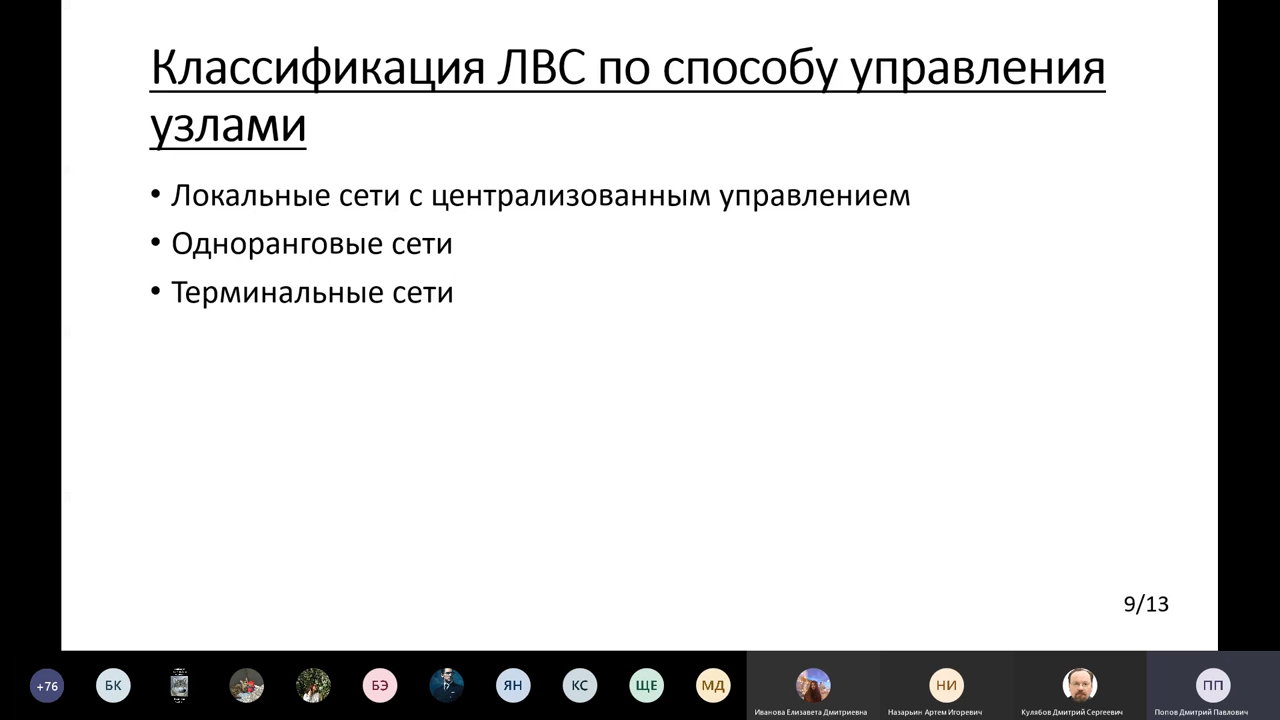 Классификация ЛВС по способу управления
узлами
• Локальные сети с централизованным управлением
• Одноранговые сети
• Терминальные сети
9/13
+76
БК
БЭ
ЯН
КС
ЩЕ
МД
НИ
ПП
Иванова Елизавета Дмитриевна
Назарьин Артем Игоревич
Кулябов Дмитрий Сергеевич
Попов Дмитрий Павлович